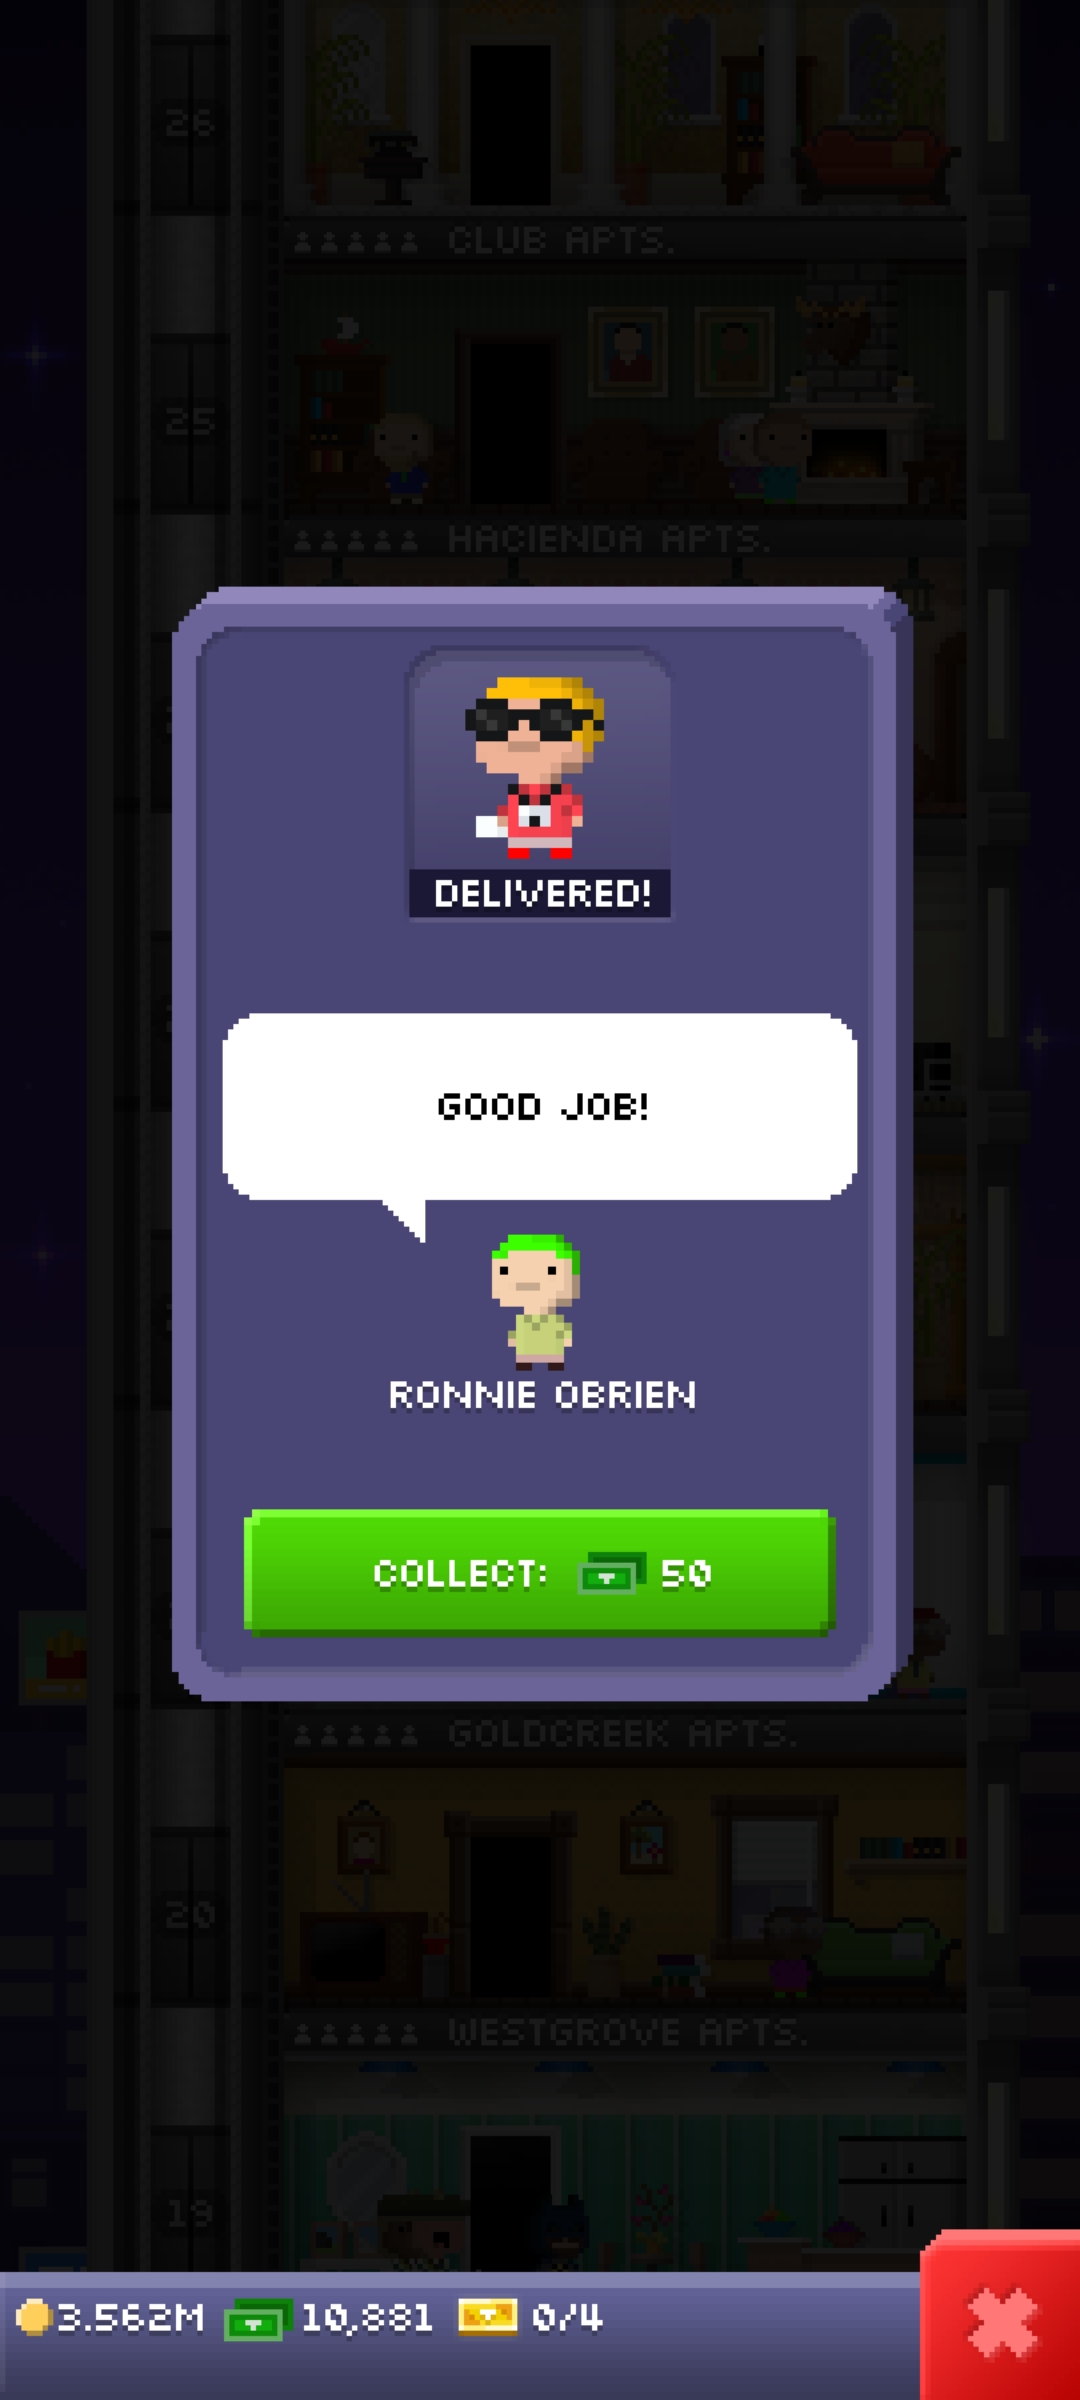 26
CLUB APTS.
25
HACIENDA APTS.
DELIVERED!
GOOD JOB!
RONNIE OBRIEN
COLLECT: 50
GOLDCREEK APTS.
20
WESTGROVE APTS.
19
3.562M 10,881 0/4